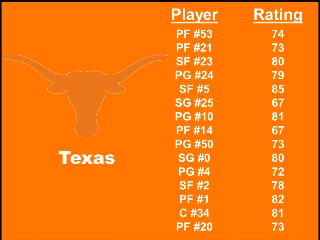 Player Rating
PF #53 74
PF #21 73
SF #23 80
PG #24 79
SF #5 85
SG #25 67
PG #10 81
PF #14 67
PG #50 73
SG #0 80
PG #4 72
SF #2 78
PF #1 82
C #34 81
PF #20 73
Texas